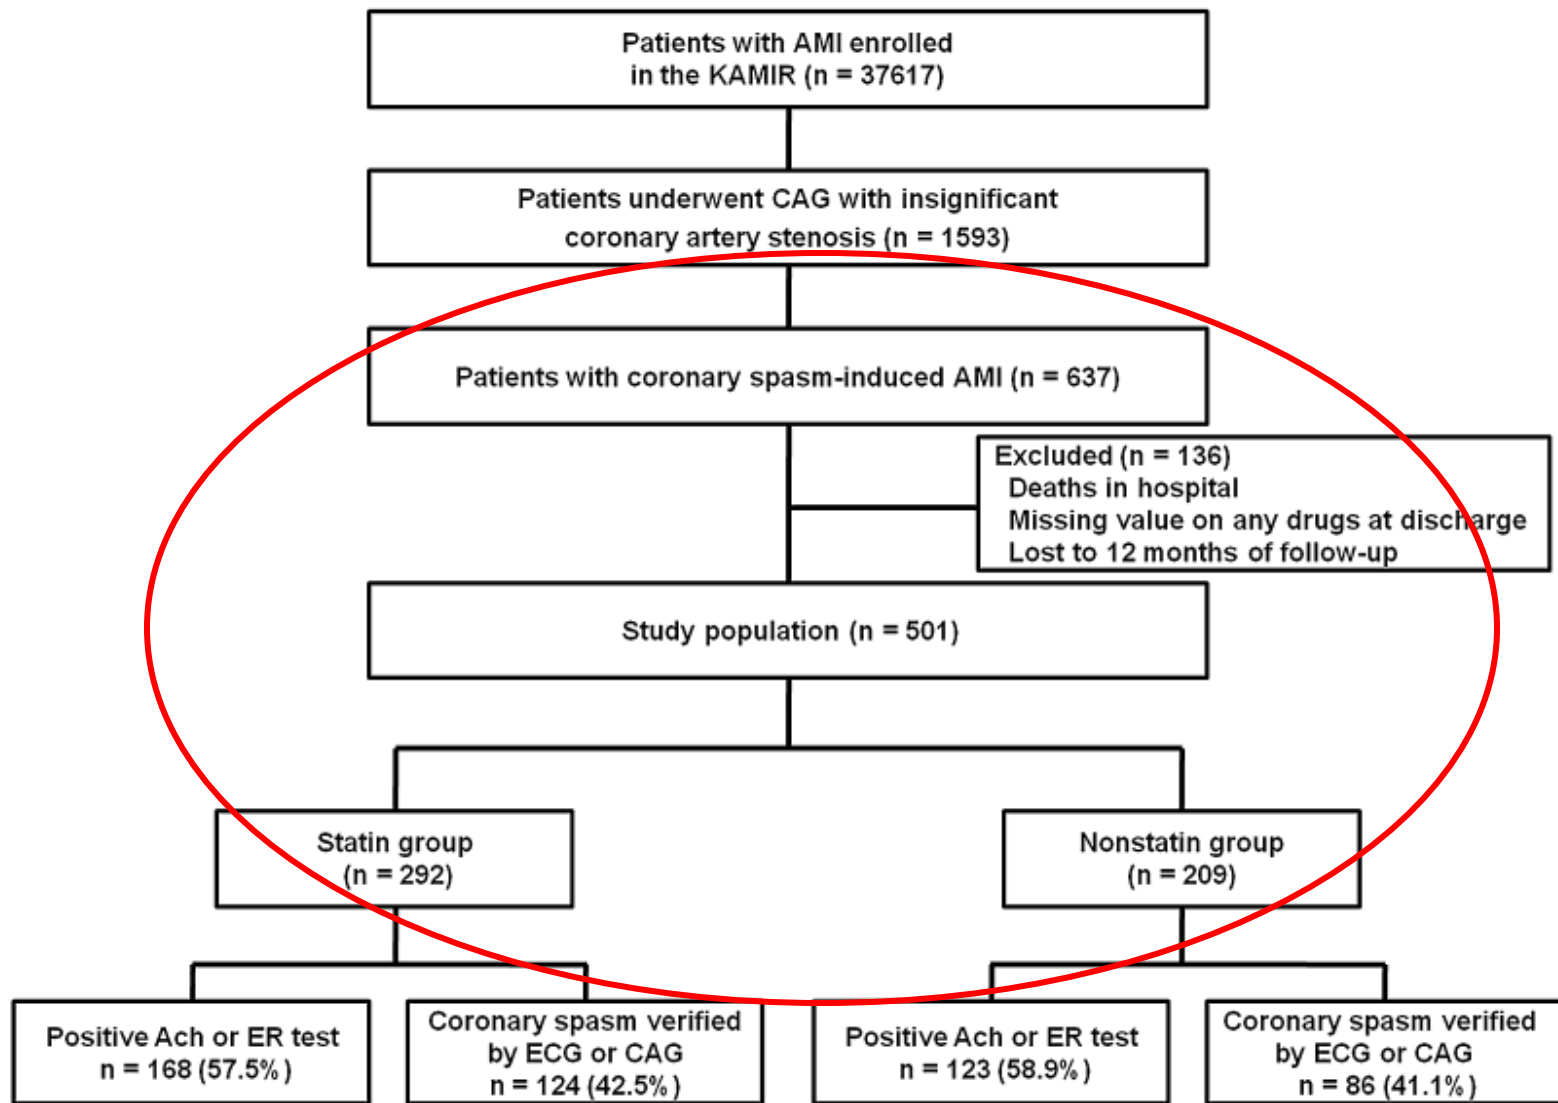 Patients with AMI enrolled
in the KAMIR (n = 37617)
Patients underwent CAG with insignificant
coronary artery stenosis (n = 1593)
Patients with coronary spasm-induced AMI (n = 637)
Excluded (n = 136)
Deaths in hospital
Missing value on any drugs at discharge
Lost to 12 months of follow-up
Study population (n = 501)
Statin group
(n = 292)
Nonstatin group
(n = 209)
Positive Ach or ER test
n = 168 (57.5%)
Coronary spasm verified
by ECG or CAG
n = 124 (42.5%)
Positive Ach or ER test
n = 123 (58.9%)
Coronary spasm verified
by ECG or CAG
n = 86 (41.1%)